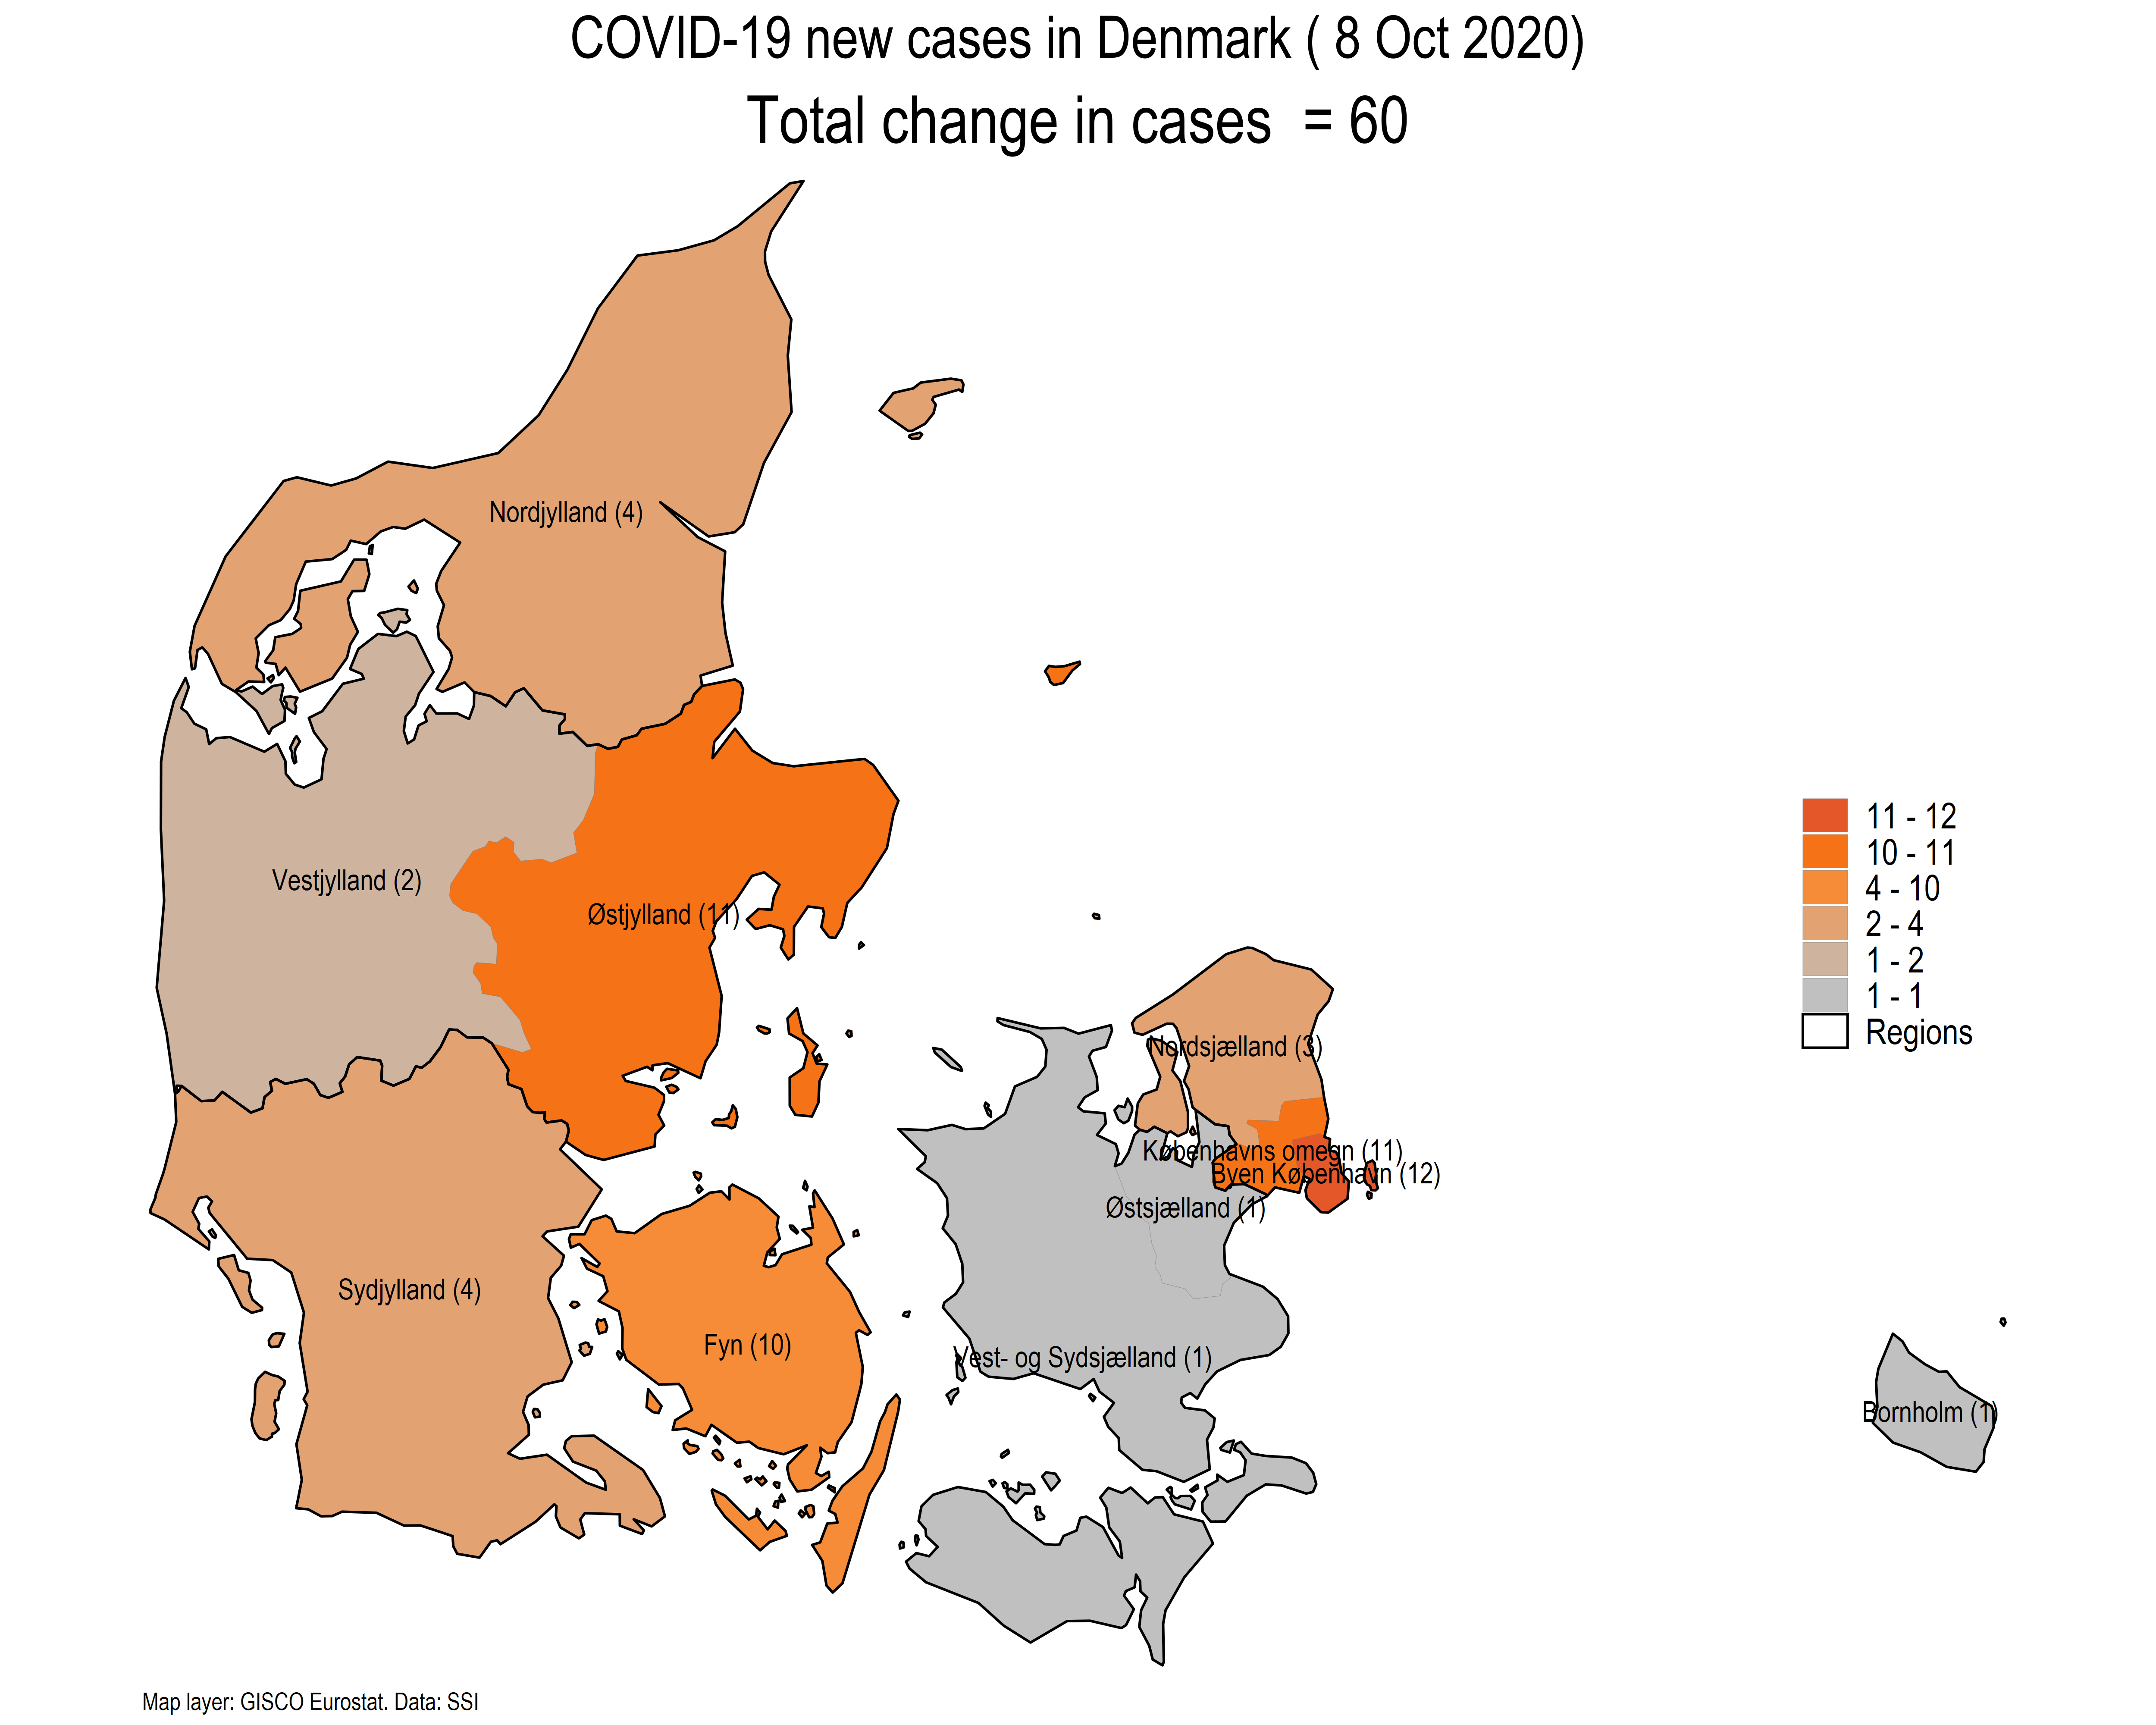 COVID-19 new cases in Denmark ( 8 Oct 2020)
Total change in cases  = 60
Nordjylland (4)
Vestjylland (2)
Østjylland (11)
Nordsjælland (3)
Københavns omegn (11)
Byen København (12)
Østsjælland (1)
Sydjylland (4)
Fyn (10)
Vest- og Sydsjælland (1)
Bornholm (1)
11 - 12
10 - 11
4 - 10
2 - 4
1 - 2
1 - 1
Regions
Map layer: GISCO Eurostat. Data: SSI